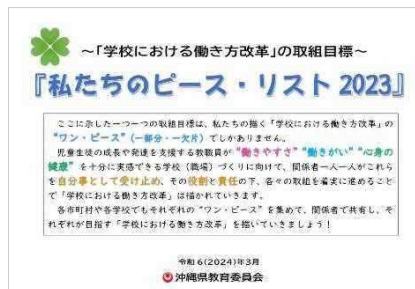 ～「学校における働き方改革」の取組目標～
『私たちのピース・リスト2023』
ここに示した一つ一つの取組目標は、私たちの描く「学校における働き方改革」の
“ワン・ピース”（一部分・一欠片）でしかありません。
児童生徒の成長や発達を支援する教職員が“働きやすさ”“働きがい”“心身の
健康”を十分に実感できる学校（職場）づくりに向けて、関係者一人一人がこれら
を自分事として受け止め、その役割と責任の下、各々の取組を着実に進めること
で「学校における働き方改革」は描かれていきます。
各市町村や各学校でもそれぞれの“ワン・ピース”を集めて、関係者で共有し、そ
れぞれが目指す「学校における働き方改革」を描いていきましょう！
令和6(2024)年3月
沖縄県教育委員会